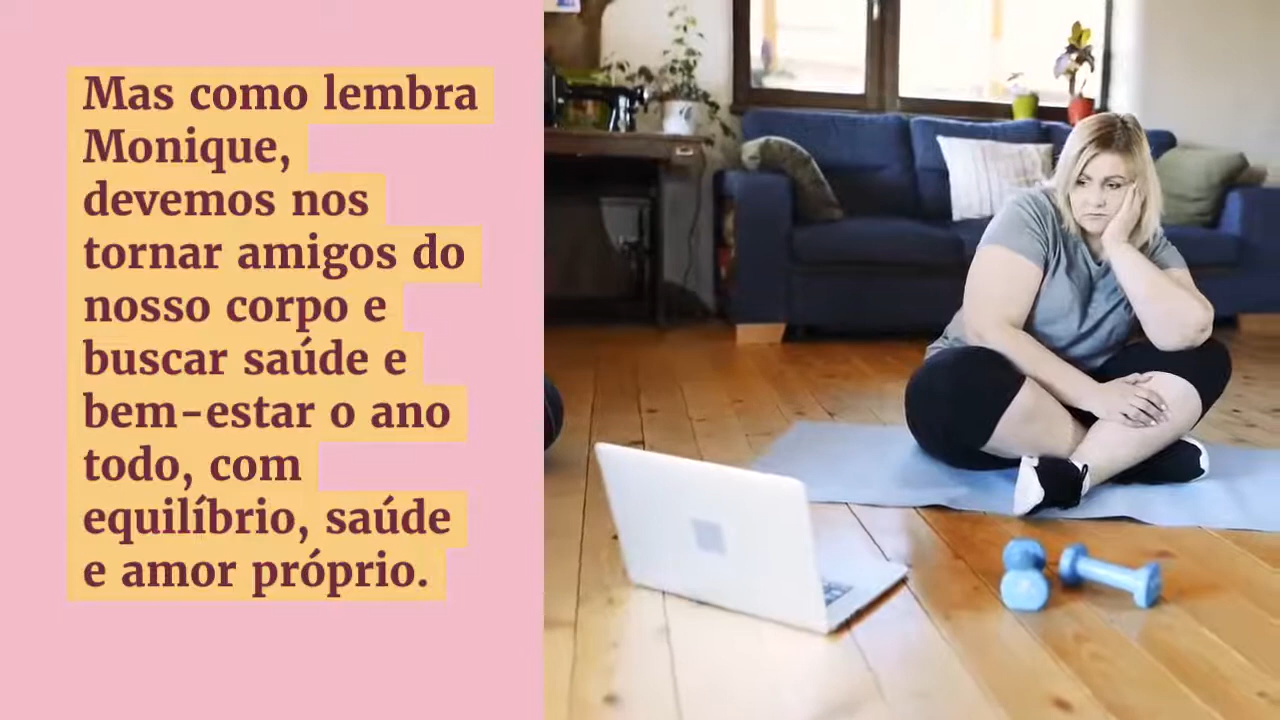 Mas como lembra
Monique,
devemos nos
tornar amigos do
nosso corpo e
buscar saúde e
bem-estar o ano
todo, com
equilíbrio, saúde
e amor próprio.